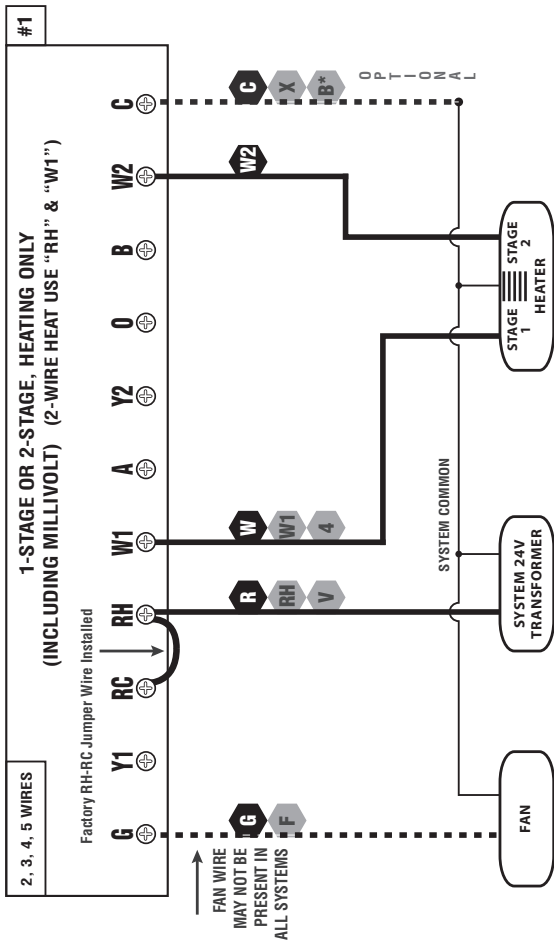 2, 3, 4, 5 WIRES
#1
1-STAGE OR 2-STAGE, HEATING ONLY
(INCLUDING MILLIVOLT) (2-WIRE HEAT USE “RH” & “W1”)
Factory RH-RC Jumper Wire Installed
G Y1 RC RH W1 A Y2 O B W2 C
FAN WIRE
MAY NOT BE
PRESENT IN
ALL SYSTEMS
G
F
R
RH
V
W
W1
4
W2
C
X
B*
OPTIONAL
SYSTEM COMMON
FAN
SYSTEM 24V
TRANSFORMER
STAGE
1
STAGE
2
HEATER